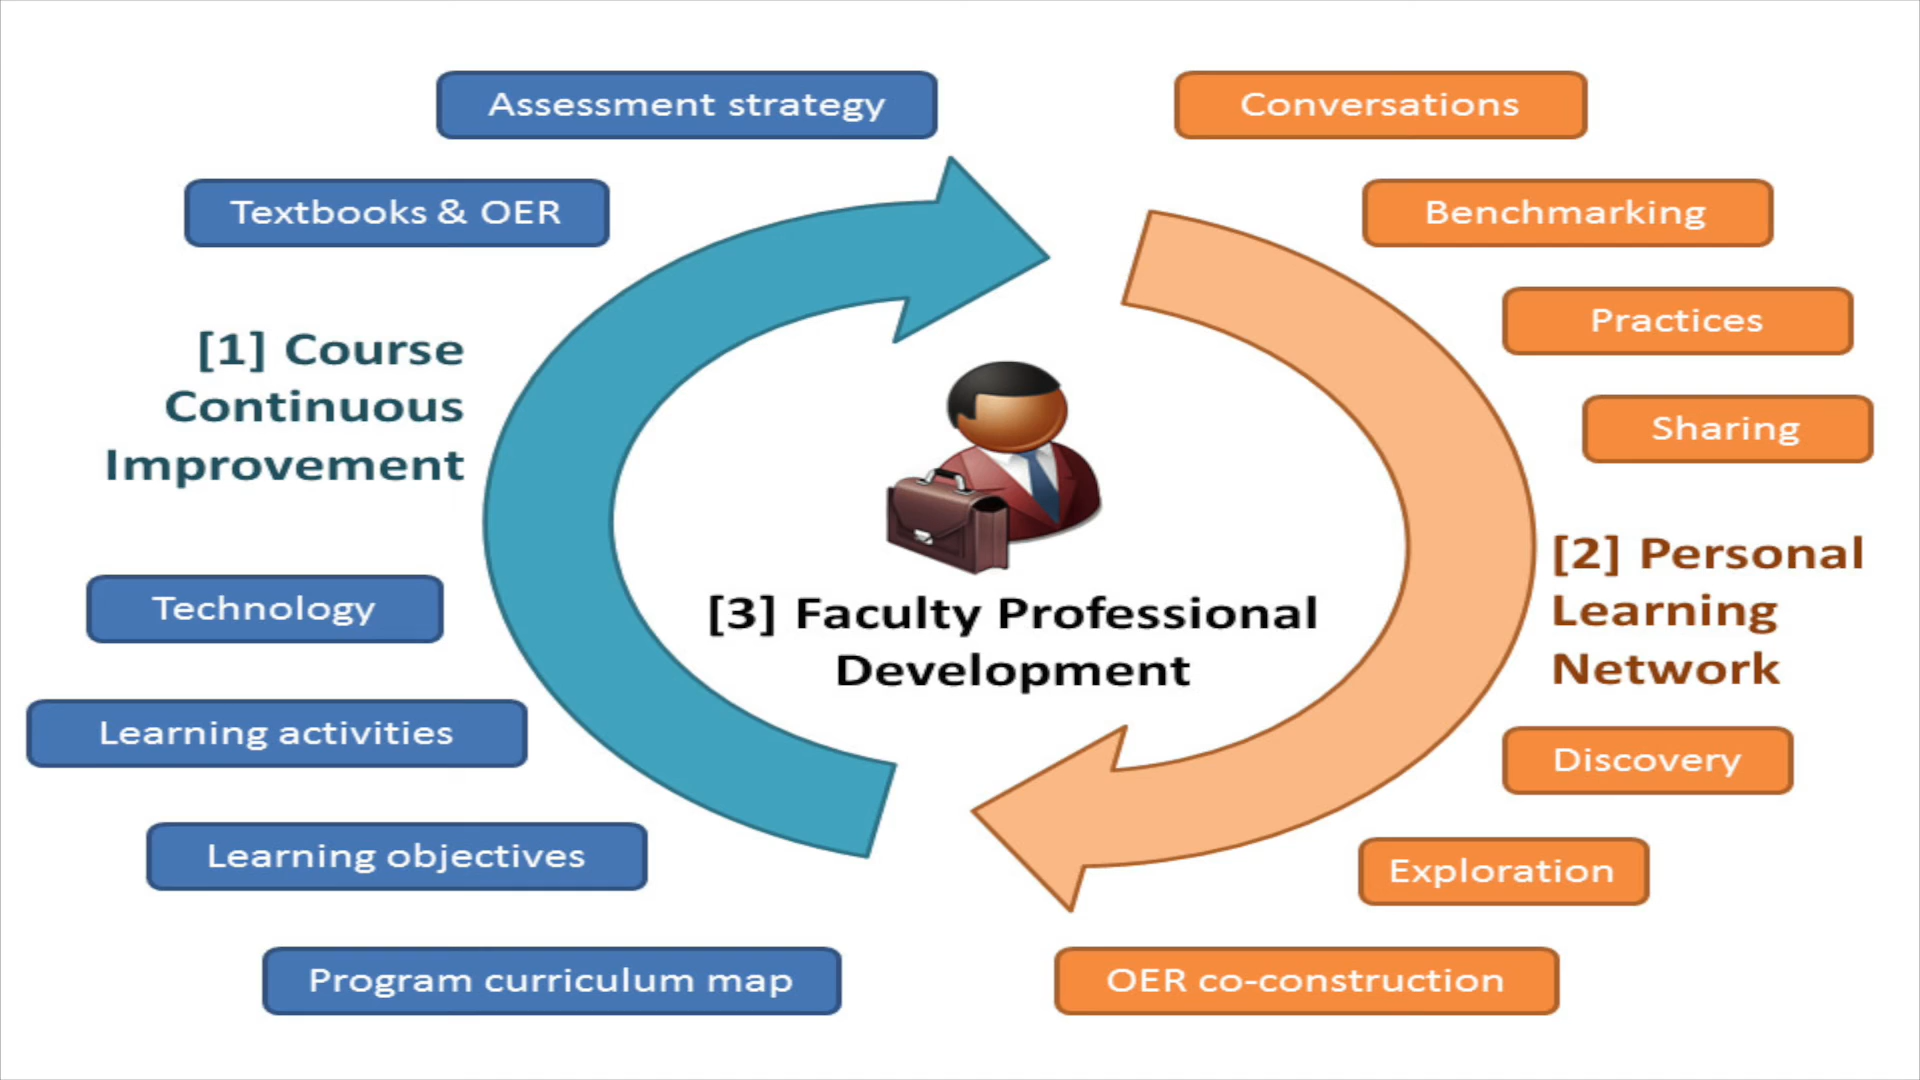 Assessment strategy
Textbooks & OER
[1] Course
Continuous
Improvement
Technology
Learning activities
Learning objectives
Program curriculum map
[3] Faculty Professional
Development
Conversations
Benchmarking
Practices
Sharing
[2] Personal
Learning
Network
Discovery
Exploration
OER co-construction